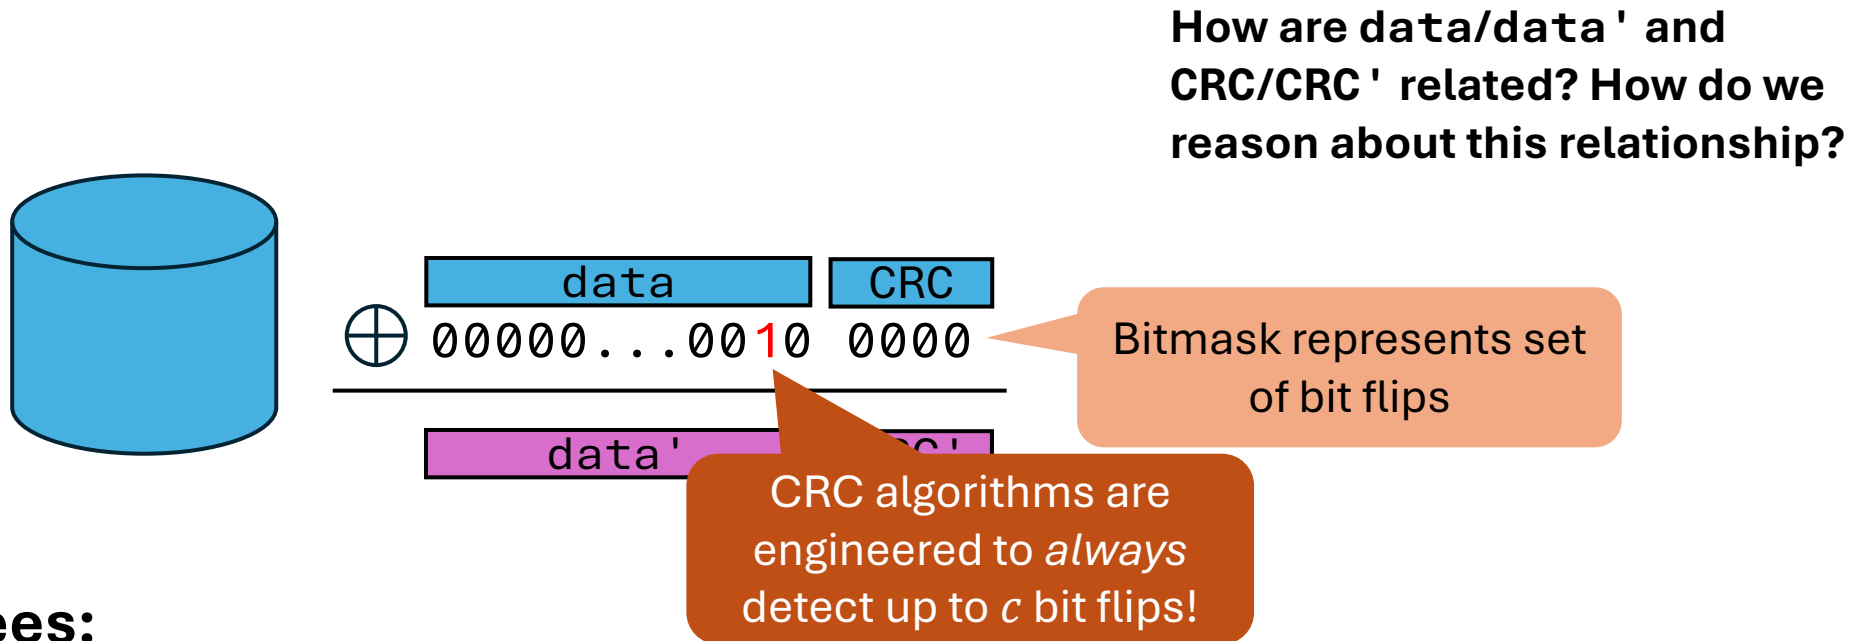 How are data/data' and
CRC/CRC' related? How do we
reason about this relationship?
data CRC
00000...0010 0000
Bitmask represents set
of bit flips
data'
CRC algorithms are
engineered to always
detect up to c bit flips!